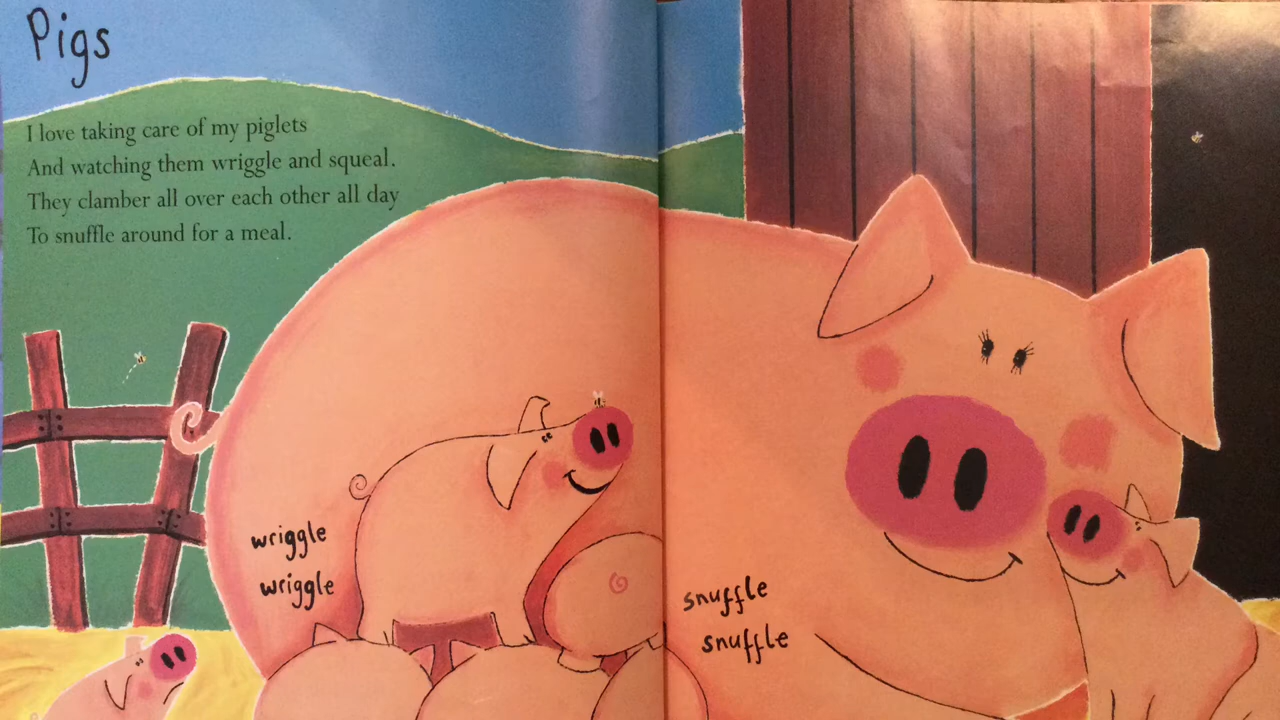 Pigs
I love taking care of my piglets
And watching them wriggle and squeal.
They clamber all over each other all day
To snuffle around for a meal.
wriggle
wriggle
snuffle
snuffle